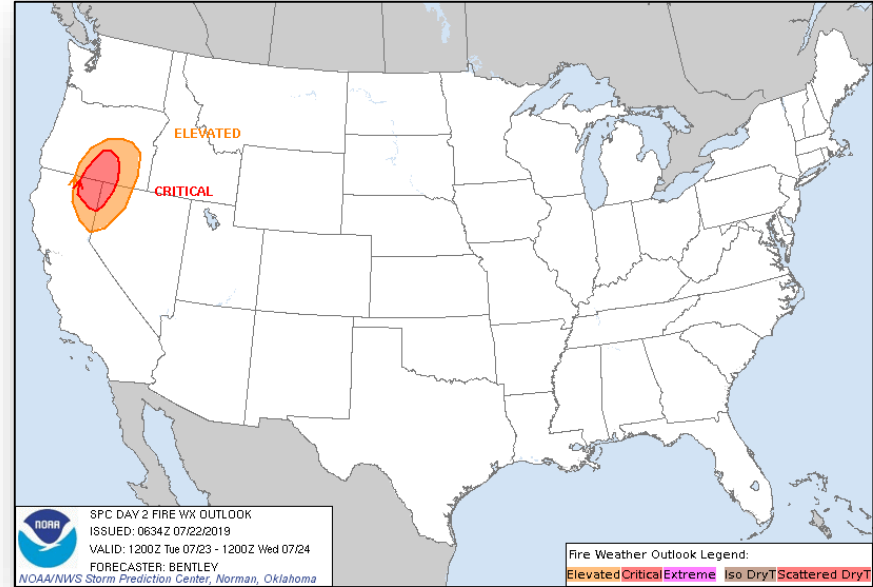 ELEVATED
CRITICAL
NOAA
SPC DAY 2 FIRE WX OUTLOOK
ISSUED: 0634Z 07/22/2019
VALID: 1200Z Tue 07/23 - 1200Z Wed 07/24
FORECASTER: BENTLEY
NOAA/NWS Storm Prediction Center, Norman, Oklahoma
Fire Weather Outlook Legend:
Elevated Critical Extreme Iso DryT Scattered DryT